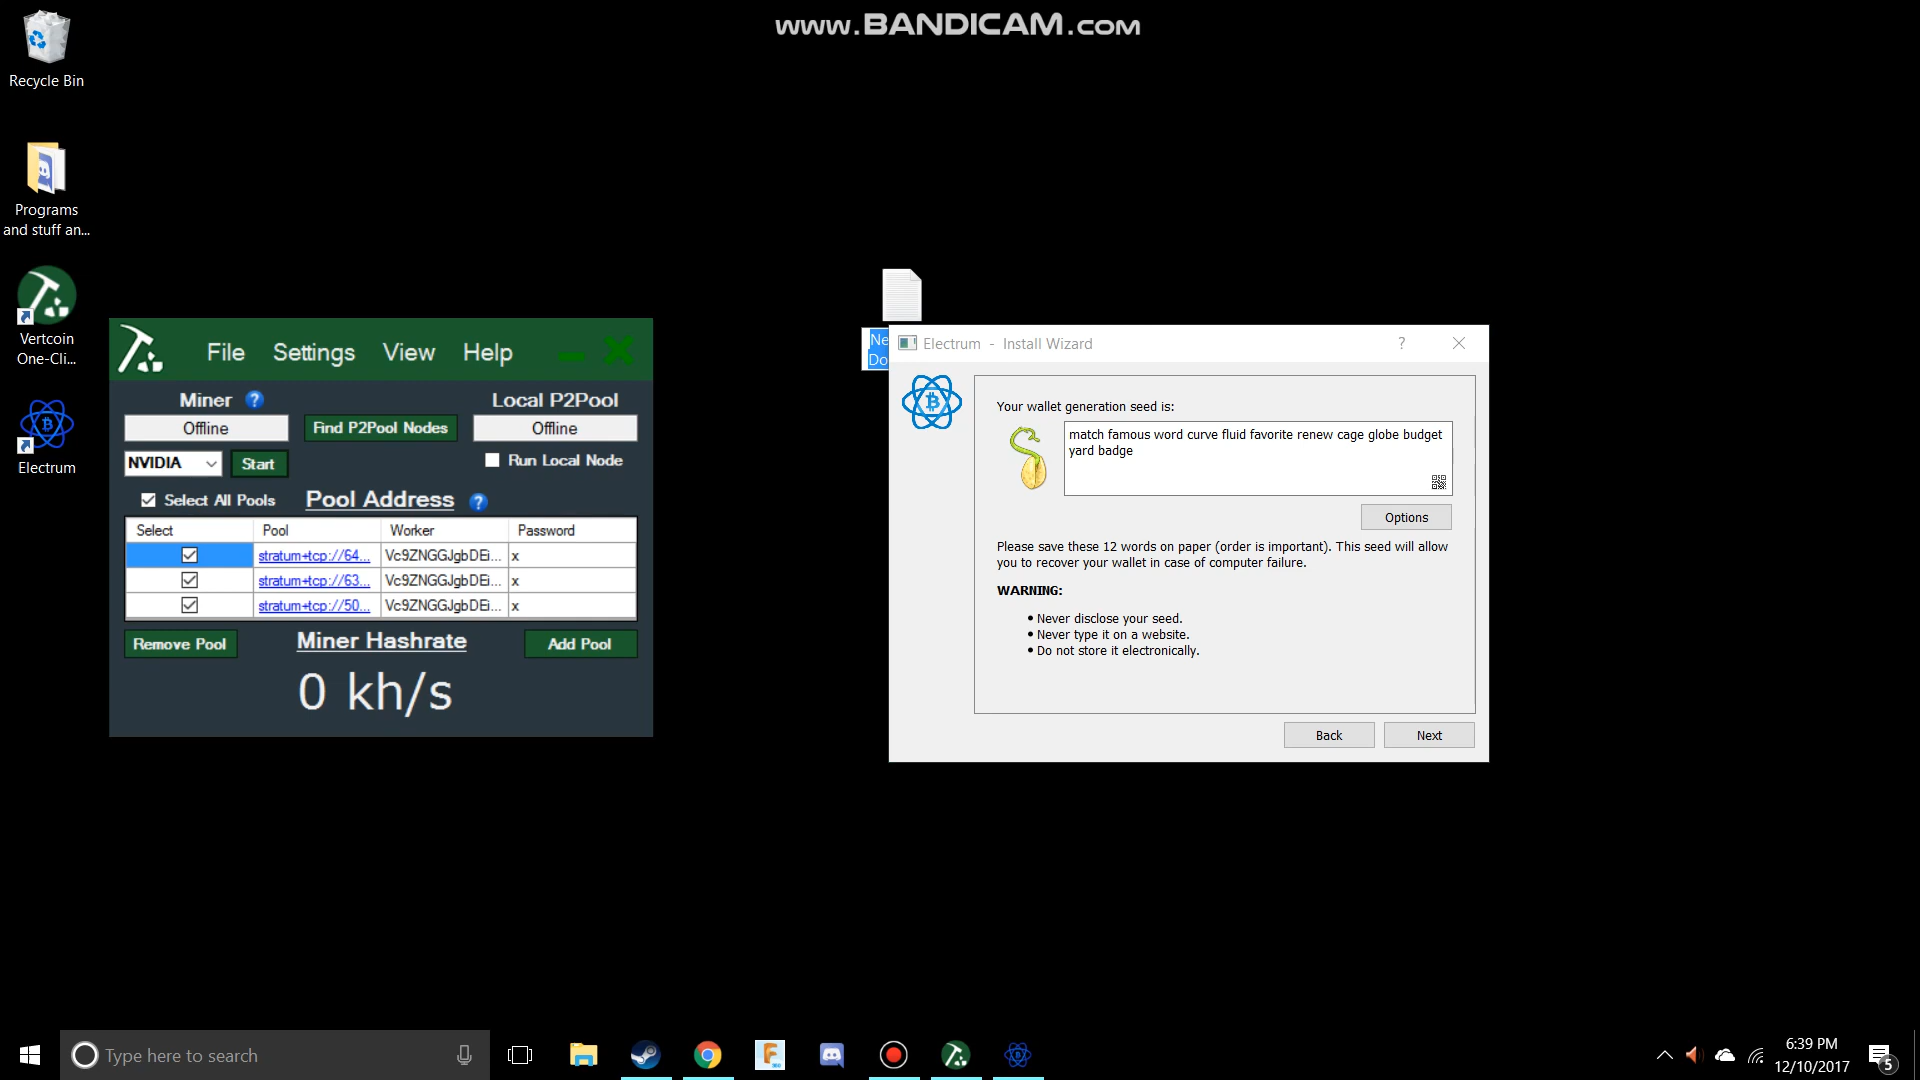 www.BANDICAM.com
Recycle Bin
Programs
and stuff an...
Vertcoin
One-Cli...
Electrum
Ne
Do
File Settings View Help
Miner
Local P2Pool
Offline
Find P2Pool Nodes
Offline
NVIDIA
Start
Run Local Node
Select All Pools
Pool Address
Select Pool Worker Password
stratum+tcp://64... Vc9ZNGGJgbDEi... x
stratum+tcp://63... Vc9ZNGGJgbDEi... x
stratum+tcp://50... Vc9ZNGGJgbDEi... x
Remove Pool
Miner Hashrate
Add Pool
0 kh/s
Electrum - Install Wizard
?
Your wallet generation seed is:
match famous word curve fluid favorite renew cage globe budget
yard badge
Options
Please save these 12 words on paper (order is important). This seed will allow
you to recover your wallet in case of computer failure.
WARNING:
• Never disclose your seed.
• Never type it on a website.
• Do not store it electronically.
Back
Next
Type here to search
6:39 PM
12/10/2017
5